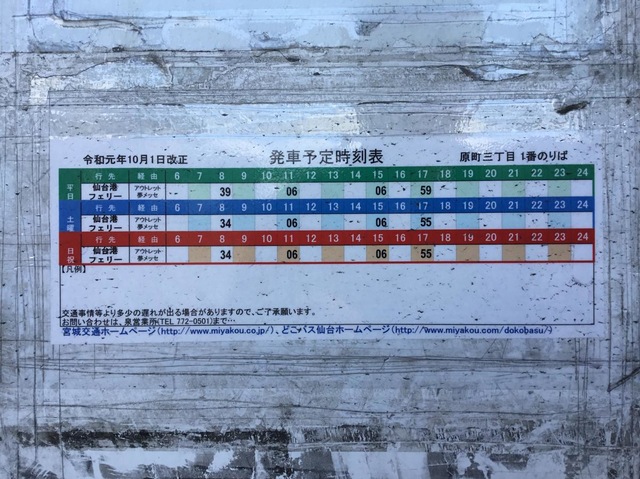 令和元年10月1日改正 発車予定時刻表 原町三丁目 1番のりば
平日 行先 経由 6 7 8 9 10 11 12 13 14 15 16 17 18 19 20 21 22 23 24
仙台港フェリー アウトレット夢メッセ 39 06 06 59
土曜 行先 経由 6 7 8 9 10 11 12 13 14 15 16 17 18 19 20 21 22 23 24
仙台港フェリー アウトレット夢メッセ 34 06 06 55
日祝 行先 経由 6 7 8 9 10 11 12 13 14 15 16 17 18 19 20 21 22 23 24
仙台港フェリー アウトレット夢メッセ 34 06 06 55
【凡例】
交通事情等より多少の遅れが出る場合がありますので、ご了承願います。
お問い合わせは、泉営業所(TEL 772-0501)まで…
宮城交通ホームページ(http://www.miyakou.co.jp/)、どこバス仙台ホームページ(http://www.miyakou.com/dokobasu/)